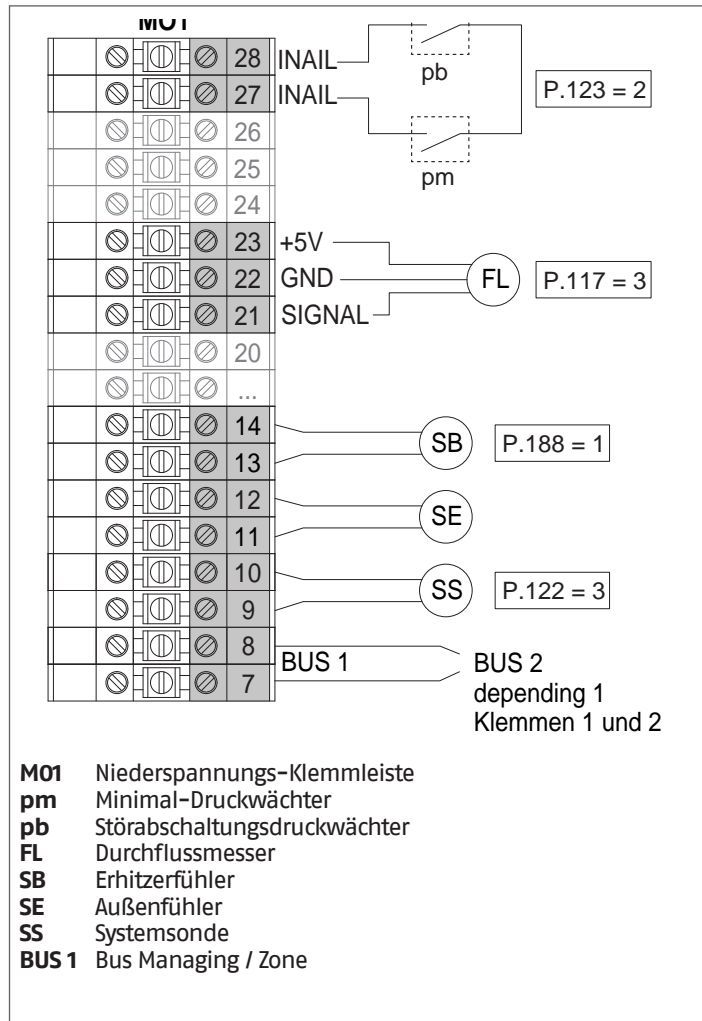 M01
28 INAIL
pb
27 INAIL
P.123 = 2
26
pm
25
24
23 +5V
22 GND FL P.117 = 3
21 SIGNAL
20
...
14
SB P.188 = 1
13
12
SE
11
10
SS P.122 = 3
9
8
BUS 1 BUS 2
7
depending 1
Klemmen 1 und 2
M01 Niederspannungs-Klemmleiste
pm Minimal-Druckwächter
pb Störabschaltungsdruckwächter
FL Durchflussmesser
SB Erhitzerfühler
SE Außenfühler
SS Systemsonde
BUS 1 Bus Managing / Zone